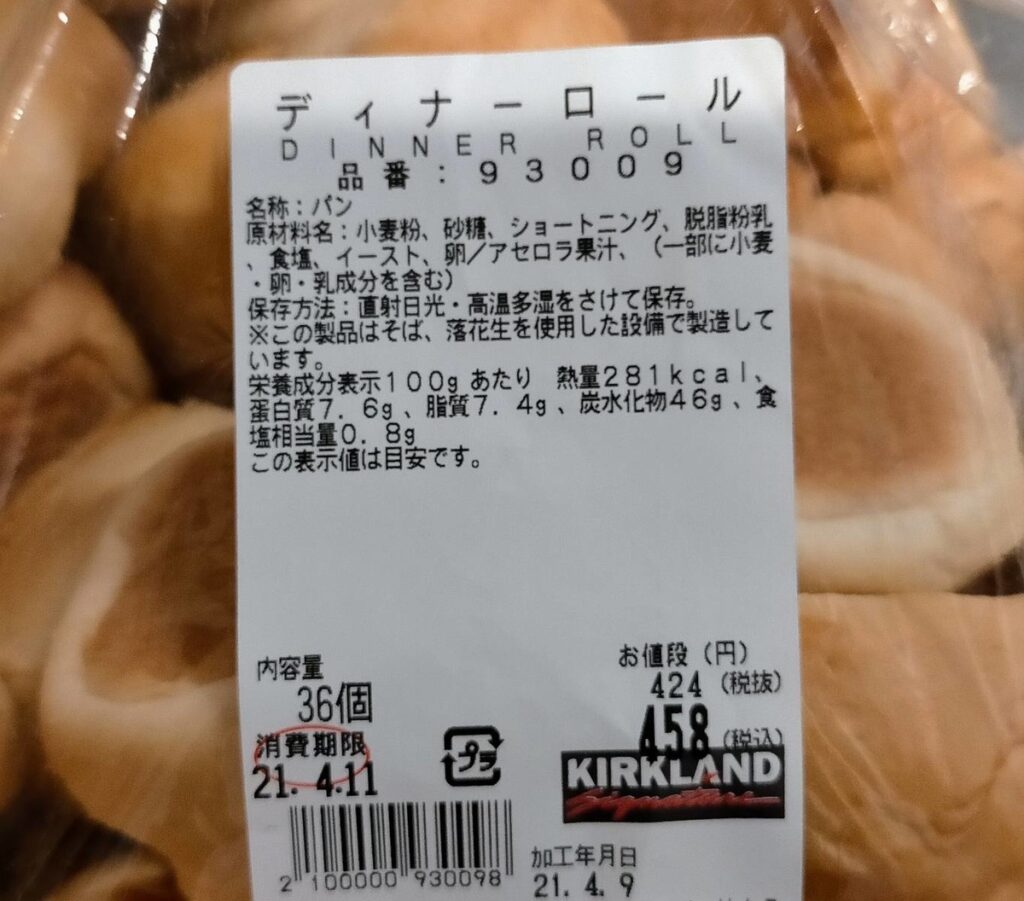 ディナーロール
DINNER ROLL
品番：93009
名称：パン
原材料名：小麦粉、砂糖、ショートニング、脱脂粉乳
、食塩、イースト、卵／アセロラ果汁、（一部に小麦
・卵・乳成分を含む）
保存方法：直射日光・高温多湿をさけて保存。
※この製品はそば、落花生を使用した設備で製造して
います。
栄養成分表示100gあたり 熱量281kcal、
蛋白質7.6g、脂質7.4g、炭水化物46g、食
塩相当量0.8g
この表示値は目安です。
内容量
36個
お値段（円）
424（税抜）
458（税込）
消費期限
21. 4.11
プラ
KIRKLAND
Signature
2 100000 930098
加工年月日
21. 4. 9